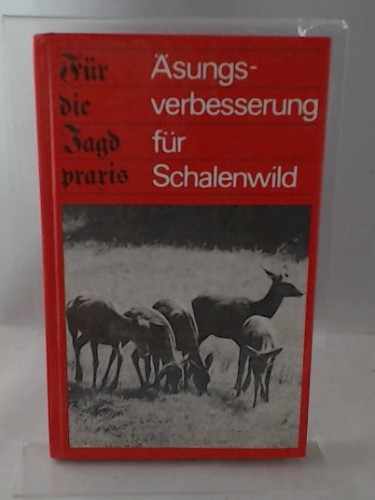 Für
die
Jagd
praxis
Äsungs-
verbesserung
für
Schalenwild